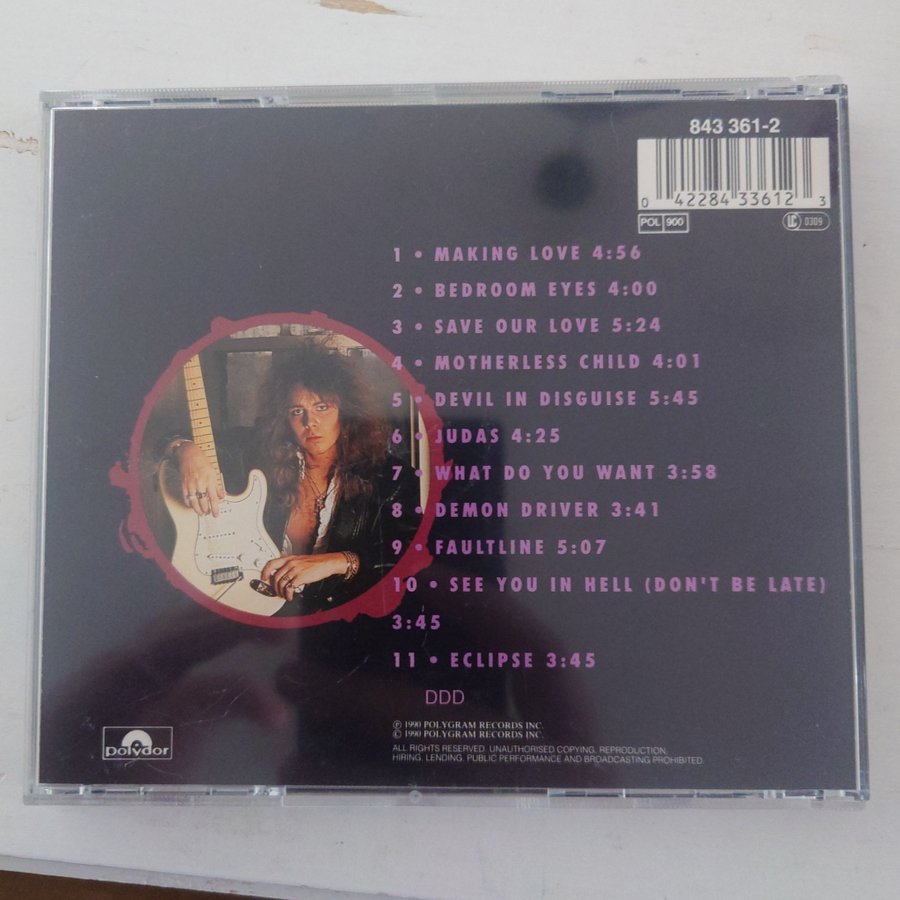 843 361-2
0 42284 33612 3
POL 900
LC 0309
1 • MAKING LOVE 4:56
2 • BEDROOM EYES 4:00
3 • SAVE OUR LOVE 5:24
4 • MOTHERLESS CHILD 4:01
5 • DEVIL IN DISGUISE 5:45
6 • JUDAS 4:25
7 • WHAT DO YOU WANT 3:58
8 • DEMON DRIVER 3:41
9 • FAULTLINE 5:07
10 • SEE YOU IN HELL (DON'T BE LATE)
3:45
11 • ECLIPSE 3:45
DDD
℗ 1990 POLYGRAM RECORDS INC.
© 1990 POLYGRAM RECORDS INC.
ALL RIGHTS RESERVED. UNAUTHORISED COPYING, REPRODUCTION,
HIRING, LENDING, PUBLIC PERFORMANCE AND BROADCASTING PROHIBITED.
polydor